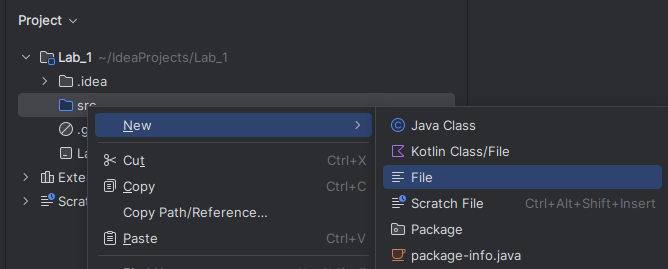 Project
Lab_1 ~/IdeaProjects/Lab_1
.idea
src
New
Java Class
.g
Kotlin Class/File
La
Cut Ctrl+X
File
Exte
Copy Ctrl+C
Scratch File Ctrl+Alt+Shift+Insert
Scrat
Copy Path/Reference...
Package
Paste Ctrl+V
package-info.java